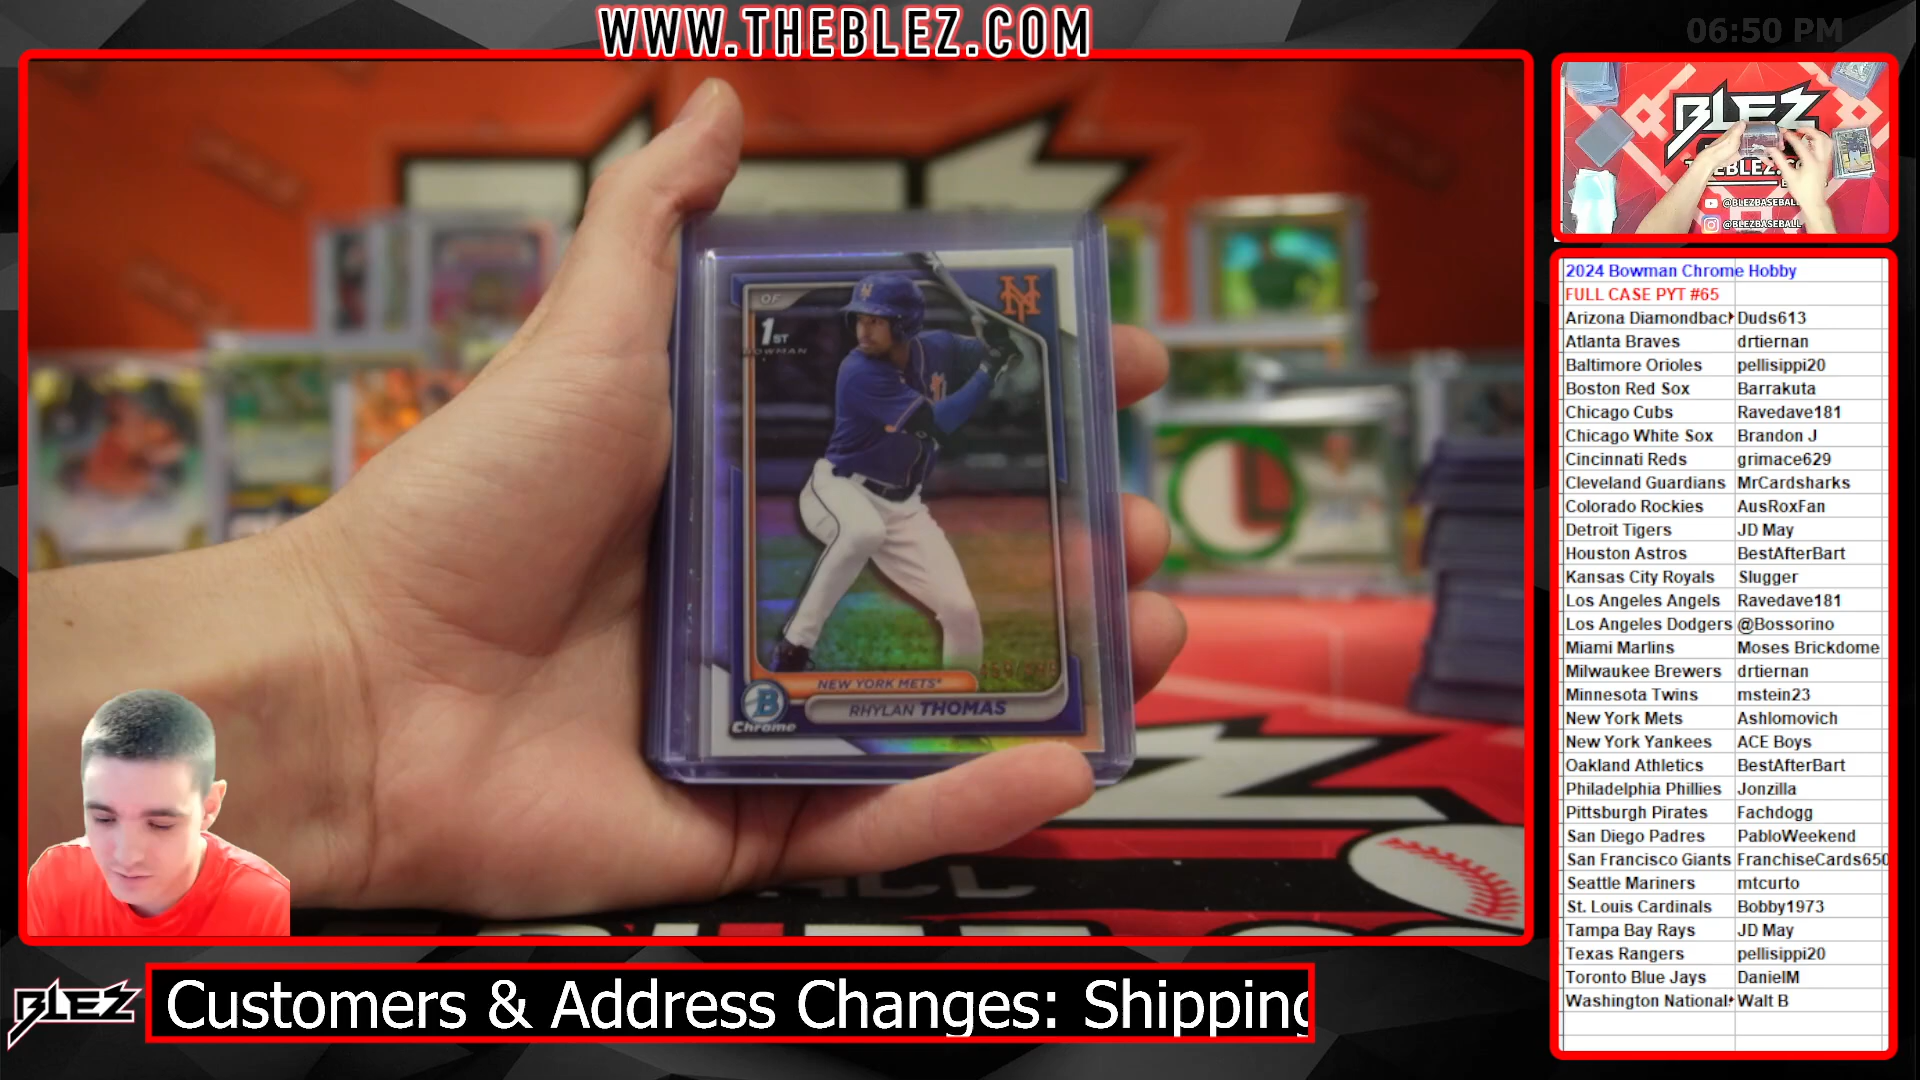 WWW.THEBLEZ.COM
06:50 PM
OF
1ST
BOWMAN
NEW YORK METS
RHYLAN THOMAS
B
Chrome
BLEZ
@BLEZBASEBALL
@BLEZBASEBALL
2024 Bowman Chrome Hobby
FULL CASE PYT #65
Arizona Diamondbac Duds613
Atlanta Braves drtiernan
Baltimore Orioles pellisippi20
Boston Red Sox Barrakuta
Chicago Cubs Ravedave181
Chicago White Sox Brandon J
Cincinnati Reds grimace629
Cleveland Guardians MrCardsharks
Colorado Rockies AusRoxFan
Detroit Tigers JD May
Houston Astros BestAfterBart
Kansas City Royals Slugger
Los Angeles Angels Ravedave181
Los Angeles Dodgers @Bossorino
Miami Marlins Moses Brickdome
Milwaukee Brewers drtiernan
Minnesota Twins mstein23
New York Mets Ashlomovich
New York Yankees ACE Boys
Oakland Athletics BestAfterBart
Philadelphia Phillies Jonzilla
Pittsburgh Pirates Fachdogg
San Diego Padres PabloWeekend
San Francisco Giants FranchiseCards650
Seattle Mariners mtcurto
St. Louis Cardinals Bobby1973
Tampa Bay Rays JD May
Texas Rangers pellisippi20
Toronto Blue Jays DanielM
Washington National Walt B
BLEZ
Customers & Address Changes: Shipping